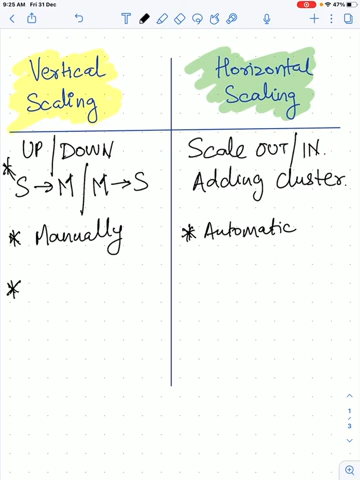 9:25 AM Fri 31 Dec
47%
Vertical
Scaling
Horizontal
Scaling
UP/DOWN
* S→M/M→S
* Manually
*
Scale OUT/IN.
Adding cluster.
* Automatic
1
/
3